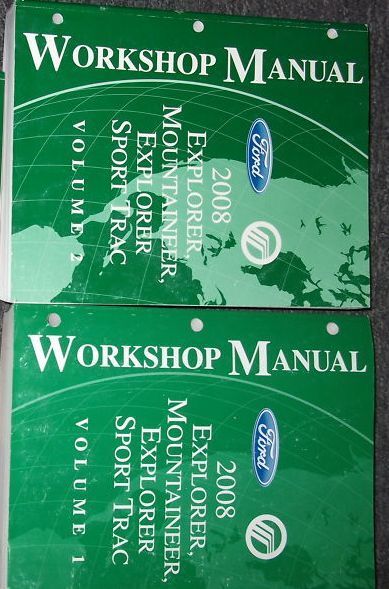 WORKSHOP MANUAL
Ford
2008
EXPLORER,
MOUNTAINEER,
EXPLORER
SPORT TRAC
VOLUME 2
WORKSHOP MANUAL
Ford
2008
EXPLORER,
MOUNTAINEER,
EXPLORER
SPORT TRAC
VOLUME 1